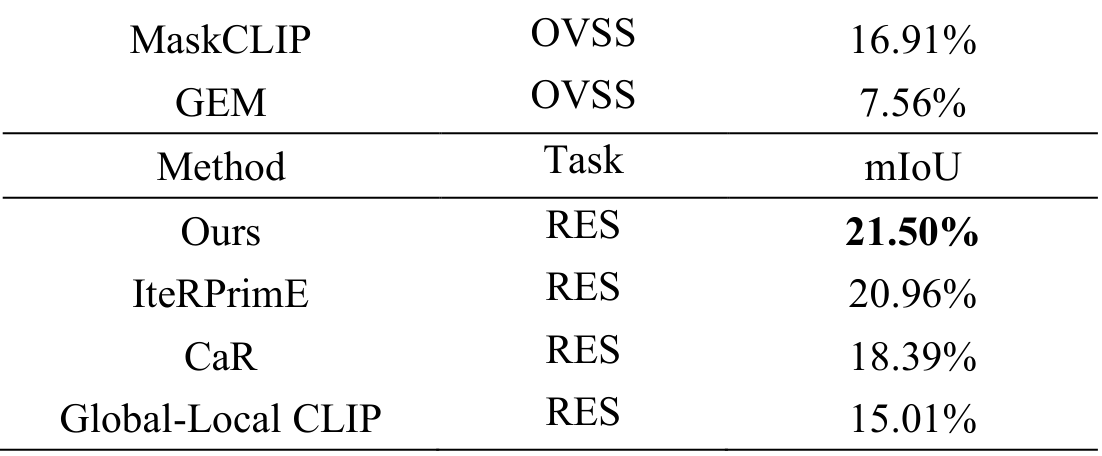 MaskCLIP OVSS 16.91%
GEM OVSS 7.56%
Method Task mIoU
Ours RES 21.50%
IteRPrimE RES 20.96%
CaR RES 18.39%
Global-Local CLIP RES 15.01%